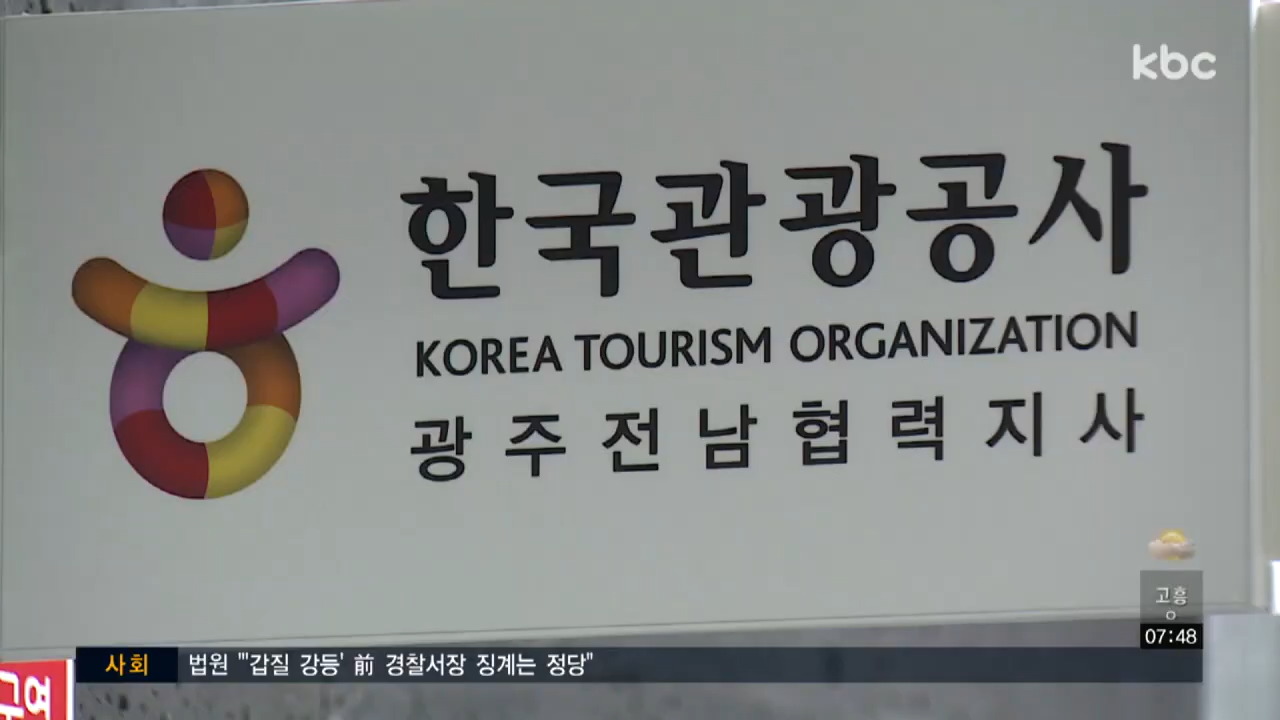 kbc
한국관광공사
KOREA TOURISM ORGANIZATION
광주전남협력지사
고흥
07:48
사회 법원 "'갑질 강등' 前 경찰서장 징계는 정당"
구역